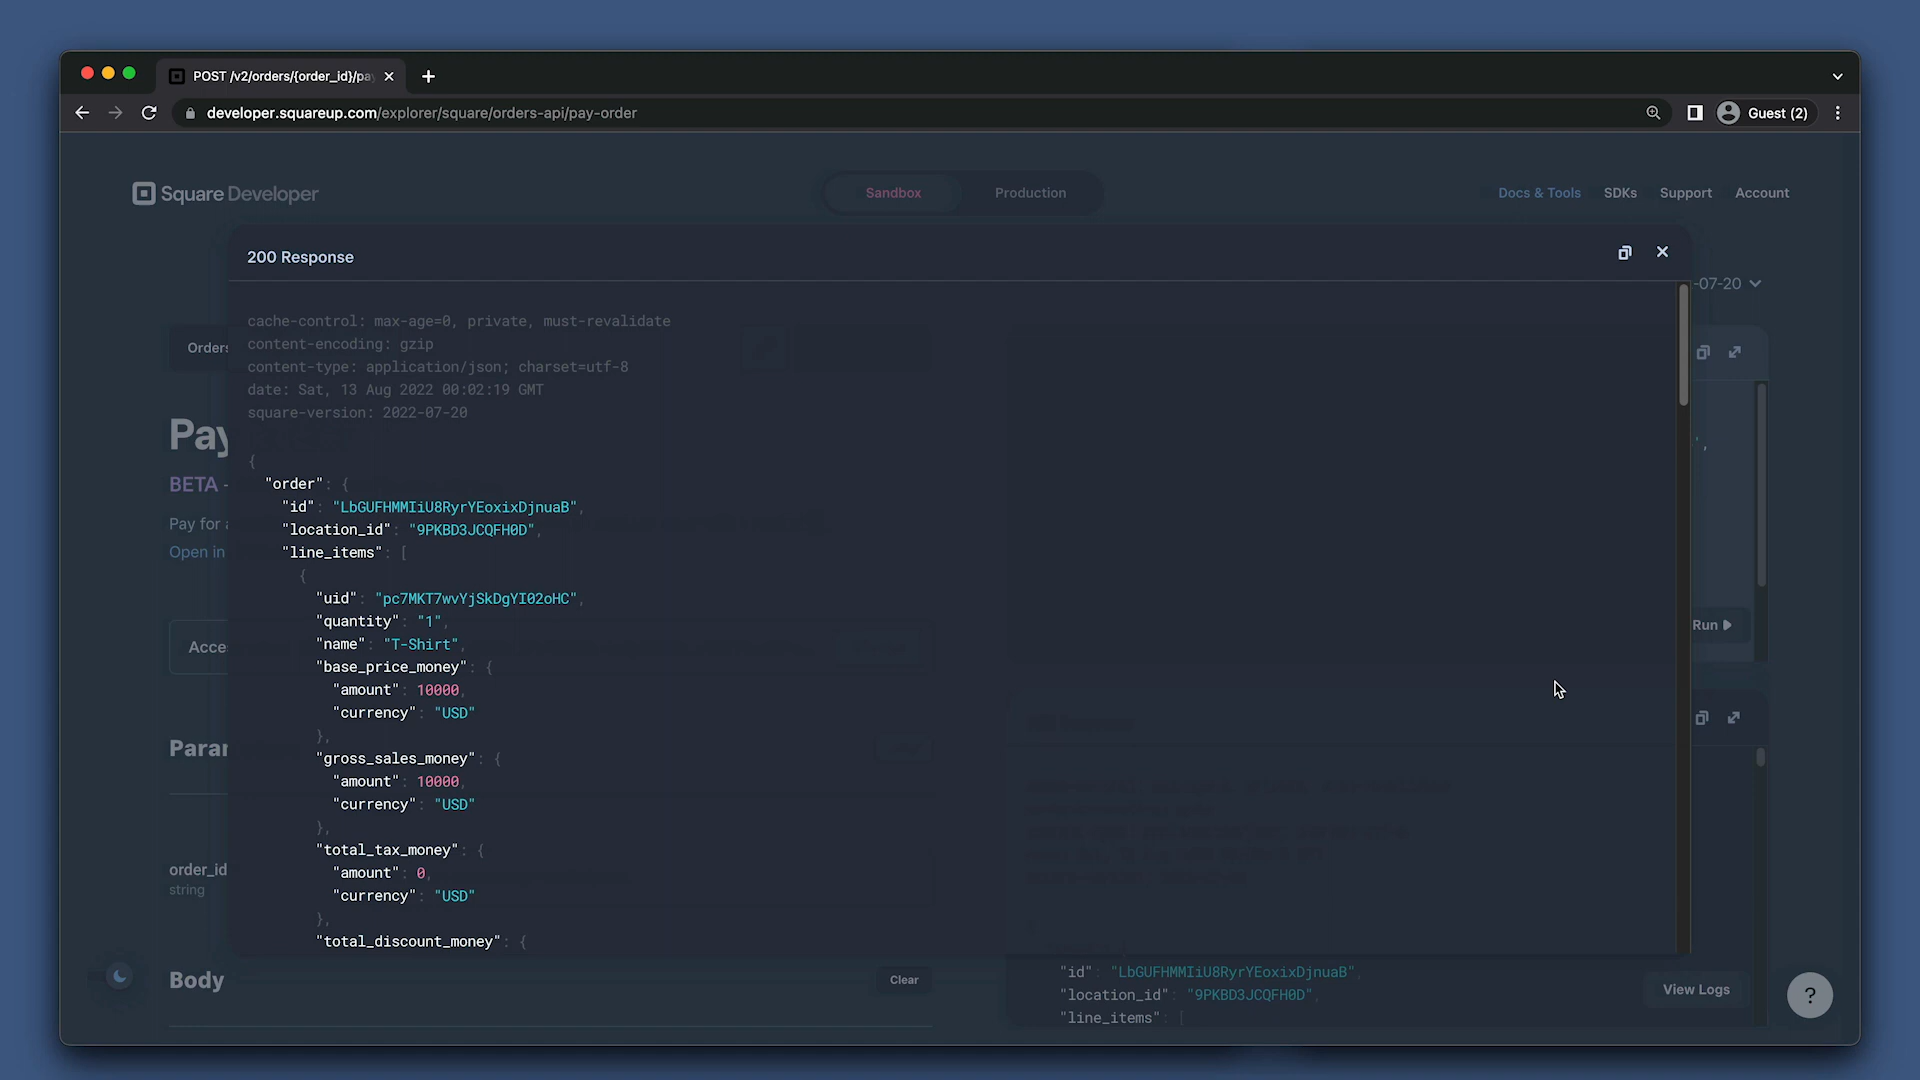 POST /v2/orders/{order_id}/pay
developer.squareup.com/explorer/square/orders-api/pay-order
Guest (2)
Square Developer
Sandbox
Production
Docs & Tools
SDKs
Support
Account
200 Response
-07-20
cache-control: max-age=0, private, must-revalidate
content-encoding: gzip
content-type: application/json; charset=utf-8
date: Sat, 13 Aug 2022 00:02:19 GMT
square-version: 2022-07-20
Orders
Pay
BETA -
Pay for a
Open in
{
"order": {
"id": "LbGUFHMMIiU8RyrYEoxixDjnuaB",
"location_id": "9PKBD3JCQFH0D",
"line_items": [
{
"uid": "pc7MKT7wvYjSkDgYI02oHC",
"quantity": "1",
"name": "T-Shirt",
"base_price_money": {
"amount": 10000,
"currency": "USD"
},
"gross_sales_money": {
"amount": 10000,
"currency": "USD"
},
"total_tax_money": {
"amount": 0,
"currency": "USD"
},
"total_discount_money": {
',
Run
Acce
Para
order_id
string
Body
Clear
"id": "LbGUFHMMIiU8RyrYEoxixDjnuaB",
"location_id": "9PKBD3JCQFH0D",
"line_items": [
View Logs
?